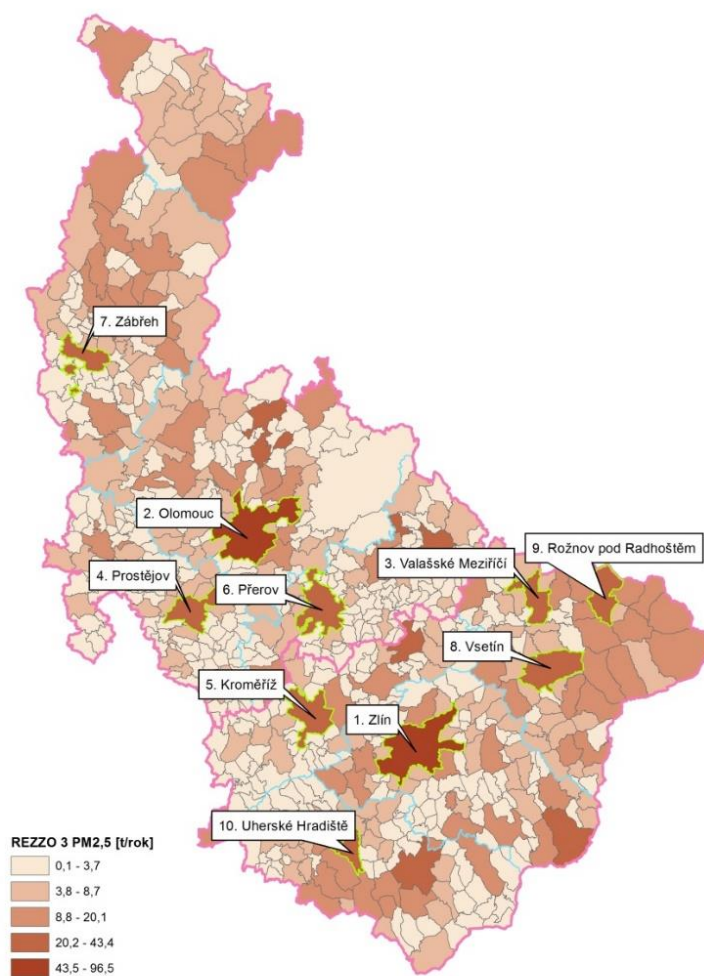 7. Zábřeh
2. Olomouc
9. Rožnov pod Radhoštěm
3. Valašské Meziříčí
4. Prostějov
6. Přerov
8. Vsetín
5. Kroměříž
1. Zlín
10. Uherské Hradiště
REZZO 3 PM2,5 [t/rok]
0,1 - 3,7
3,8 - 8,7
8,8 - 20,1
20,2 - 43,4
43,5 - 96,5